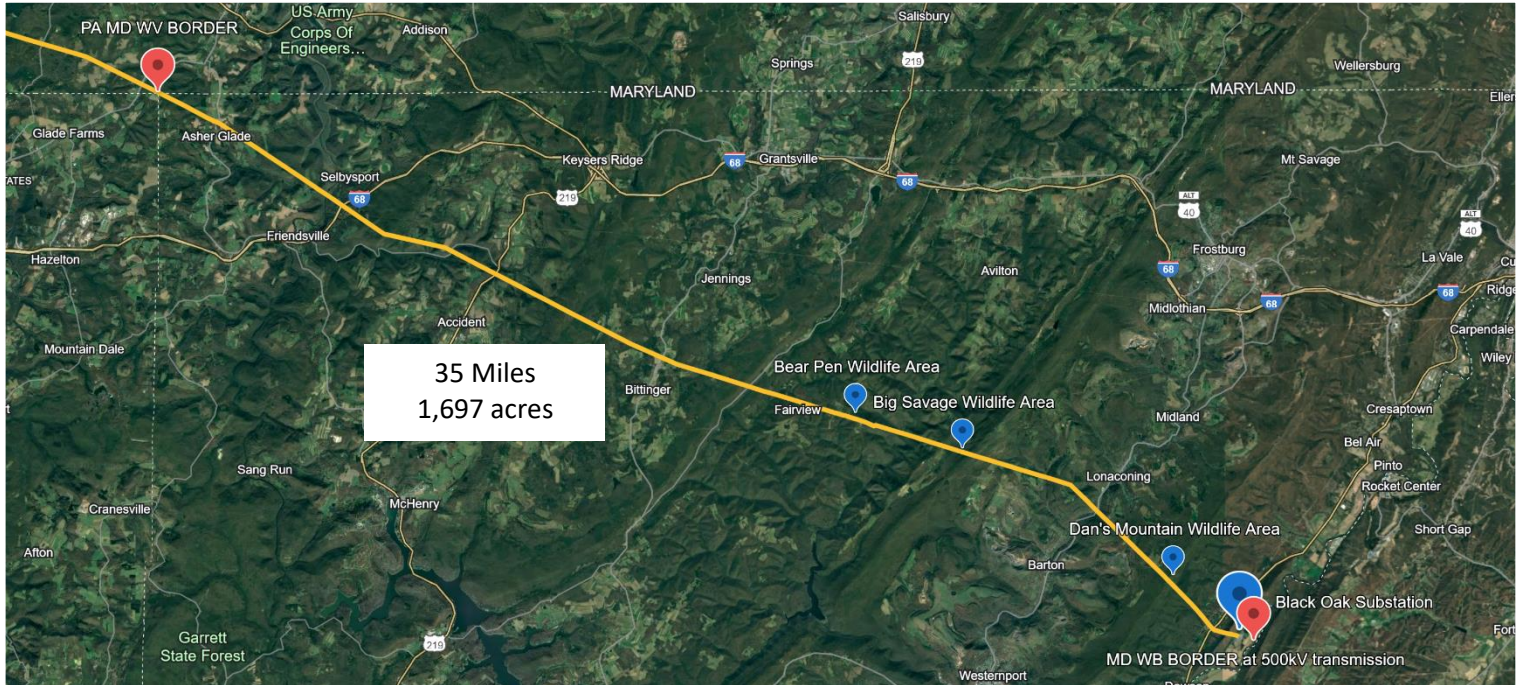 PA MD WV BORDER
US Army
Corps Of
Engineers...
Addison
Salisbury
219
Springs
Wellersburg
MARYLAND
MARYLAND
Glade Farms
Asher Glade
Keysers Ridge
68
Grantsville
Mt Savage
Selbysport
68
219
68
ALT
40
ALT
40
Friendsville
Hazelton
Frostburg
La Vale
Jennings
Avilton
68
Midlothian
68
68
Accident
Carpendale
Mountain Dale
Wiley
35 Miles
1,697 acres
Bear Pen Wildlife Area
Bittinger
Fairview
Big Savage Wildlife Area
Midland
Cresaptown
Bel Air
Sang Run
Pinto
Lonaconing
Rocket Center
McHenry
Cranesville
Dan's Mountain Wildlife Area
Short Gap
Afton
Barton
Black Oak Substation
Garrett
State Forest
219
MD WB BORDER at 500kV transmission
Westernport